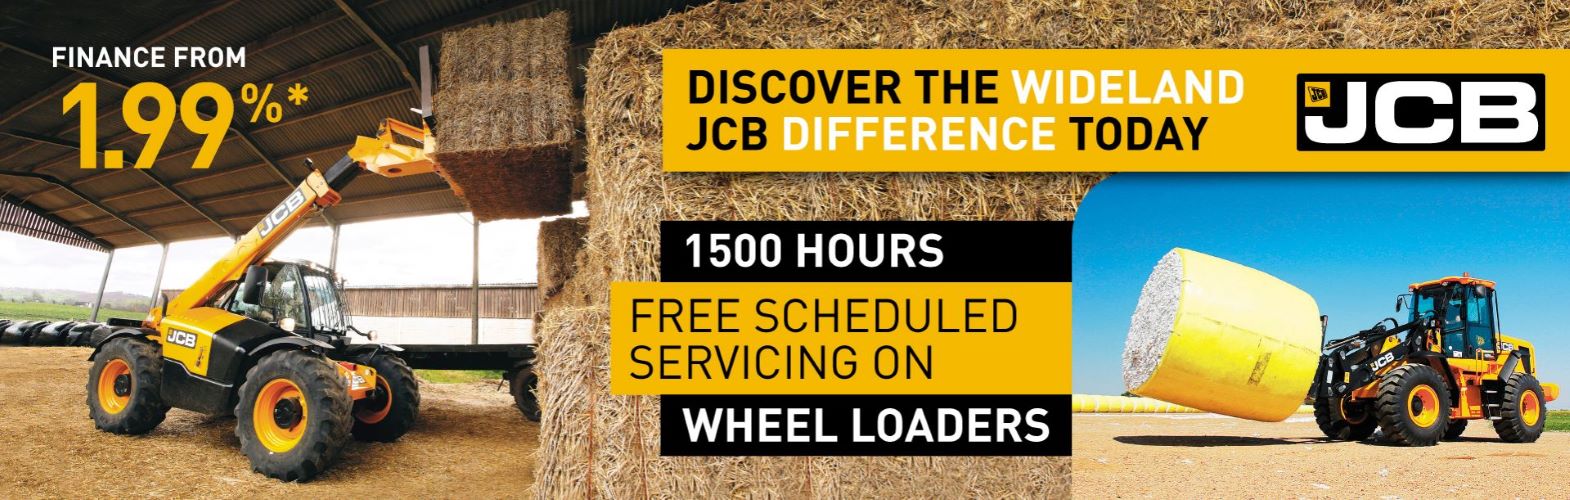 FINANCE FROM
1.99%*
DISCOVER THE WIDELAND
JCB DIFFERENCE TODAY
JCB
1500 HOURS
FREE SCHEDULED
SERVICING ON
WHEEL LOADERS
JCB
JCB
JCB
JCB